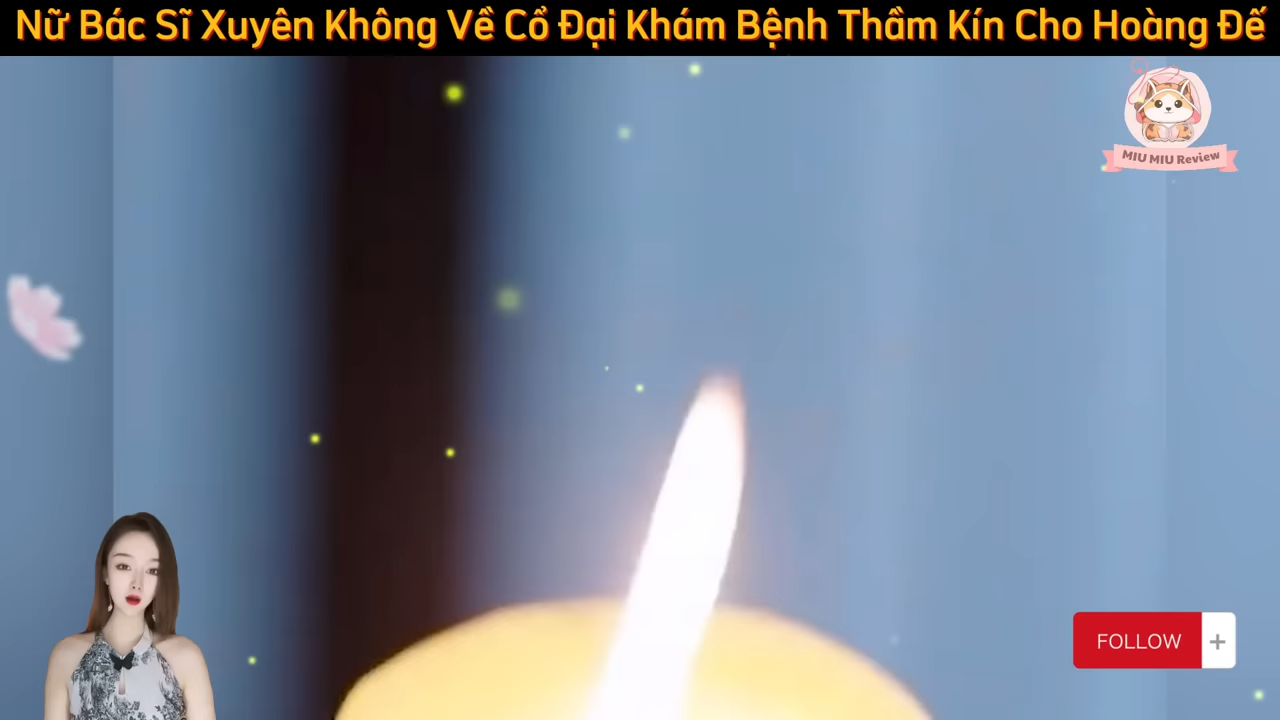 Nữ Bác Sĩ Xuyên Không Về Cổ Đại Khám Bệnh Thầm Kín Cho Hoàng Đế
MIU MIU Review
FOLLOW +